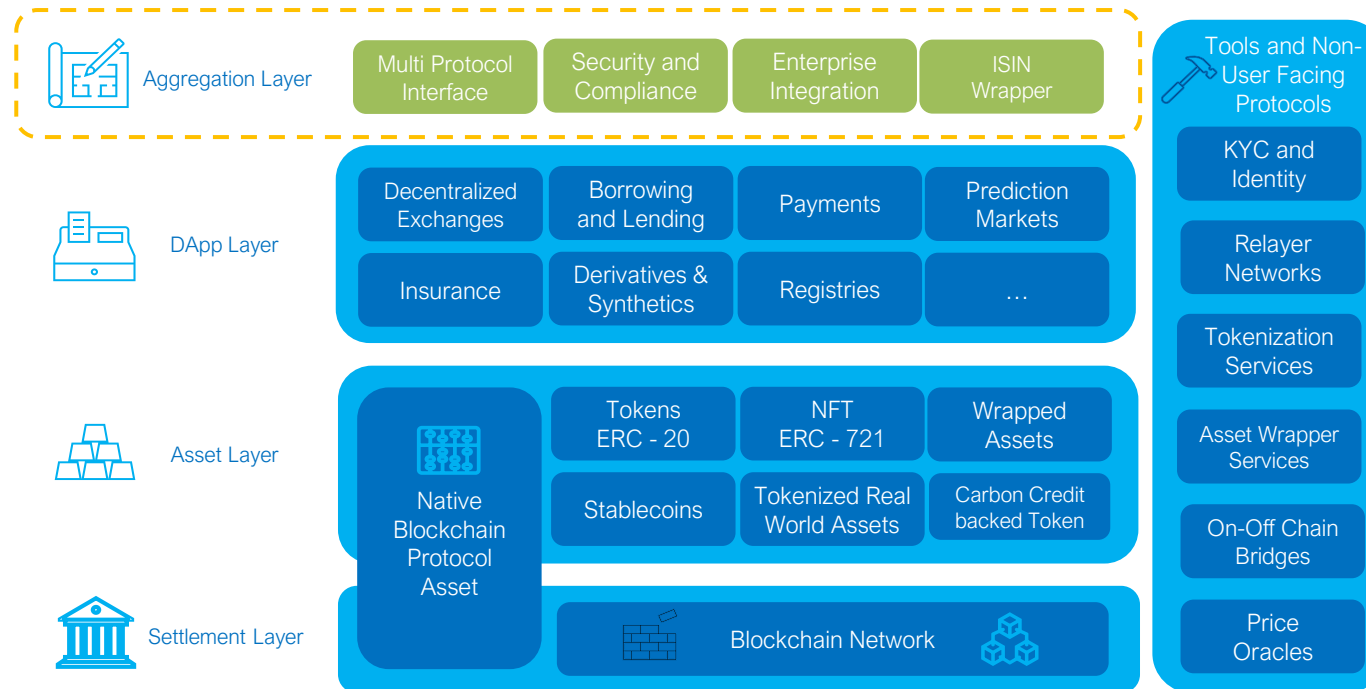 Aggregation Layer
Multi Protocol
Interface
Security and
Compliance
Enterprise
Integration
ISIN
Wrapper
DApp Layer
Decentralized
Exchanges
Borrowing
and Lending
Payments
Prediction
Markets
Insurance
Derivatives &
Synthetics
Registries
...
Asset Layer
Native
Blockchain
Protocol
Asset
Tokens
ERC - 20
NFT
ERC - 721
Wrapped
Assets
Stablecoins
Tokenized Real
World Assets
Carbon Credit
backed Token
Settlement Layer
Blockchain Network
Tools and Non-
User Facing
Protocols
KYC and
Identity
Relayer
Networks
Tokenization
Services
Asset Wrapper
Services
On-Off Chain
Bridges
Price
Oracles